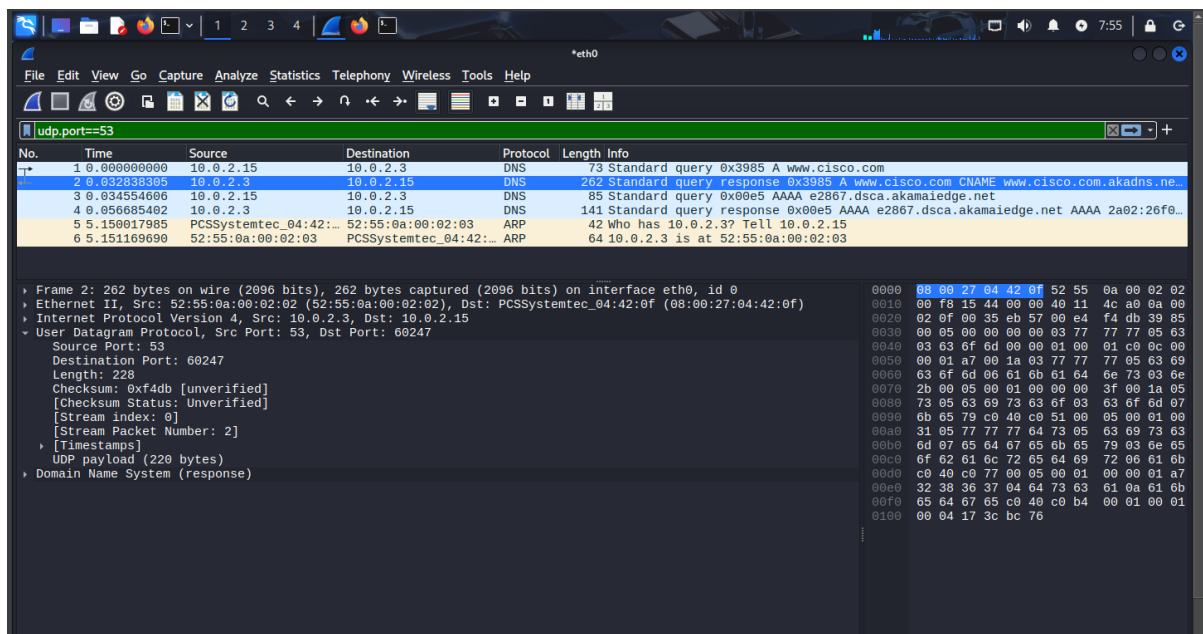 1 2 3 4 7:55
*eth0
File Edit View Go Capture Analyze Statistics Telephony Wireless Tools Help
udp.port==53
No. Time Source Destination Protocol Length Info
1 0.000000000 10.0.2.15 10.0.2.3 DNS 73 Standard query 0x3985 A www.cisco.com
2 0.032838305 10.0.2.3 10.0.2.15 DNS 262 Standard query response 0x3985 A www.cisco.com CNAME www.cisco.com.akadns.ne…
3 0.034554606 10.0.2.15 10.0.2.3 DNS 85 Standard query 0x00e5 AAAA e2867.dsca.akamaiedge.net
4 0.056685402 10.0.2.3 10.0.2.15 DNS 141 Standard query response 0x00e5 AAAA e2867.dsca.akamaiedge.net AAAA 2a02:26f0…
5 5.150017985 PCSSystemtec_04:42:… 52:55:0a:00:02:03 ARP 42 Who has 10.0.2.3? Tell 10.0.2.15
6 5.151169690 52:55:0a:00:02:03 PCSSystemtec_04:42:… ARP 64 10.0.2.3 is at 52:55:0a:00:02:03
Frame 2: 262 bytes on wire (2096 bits), 262 bytes captured (2096 bits) on interface eth0, id 0
Ethernet II, Src: 52:55:0a:00:02:02 (52:55:0a:00:02:02), Dst: PCSSystemtec_04:42:0f (08:00:27:04:42:0f)
Internet Protocol Version 4, Src: 10.0.2.3, Dst: 10.0.2.15
User Datagram Protocol, Src Port: 53, Dst Port: 60247
Source Port: 53
Destination Port: 60247
Length: 228
Checksum: 0xf4db [unverified]
[Checksum Status: Unverified]
[Stream index: 0]
[Stream Packet Number: 2]
[Timestamps]
UDP payload (220 bytes)
Domain Name System (response)
0000 08 00 27 04 42 0f 52 55 0a 00 02 02
0010 00 f8 15 44 00 00 40 11 4c a0 0a 00
0020 02 0f 00 35 eb 57 00 e4 f4 db 39 85
0030 00 05 00 00 00 00 03 77 77 77 05 63
0040 03 63 6f 6d 00 00 01 00 01 c0 0c 00
0050 00 01 a7 00 1a 03 77 77 77 05 63 69
0060 63 6f 6d 06 61 6b 61 64 6e 73 03 6e
0070 2b 00 05 00 01 00 00 00 3f 00 1a 05
0080 73 05 63 69 73 63 6f 03 63 6f 6d 07
0090 6b 65 79 c0 40 c0 51 00 05 00 01 00
00a0 31 05 77 77 77 64 73 05 63 69 73 63
00b0 6d 07 65 64 67 65 6b 65 79 03 6e 65
00c0 6f 62 61 6c 72 65 64 69 72 06 61 6b
00d0 c0 40 c0 77 00 05 00 01 00 00 01 a7
00e0 32 38 36 37 04 64 73 63 61 0a 61 6b
00f0 65 64 67 65 c0 40 c0 b4 00 01 00 01
0100 00 04 17 3c bc 76